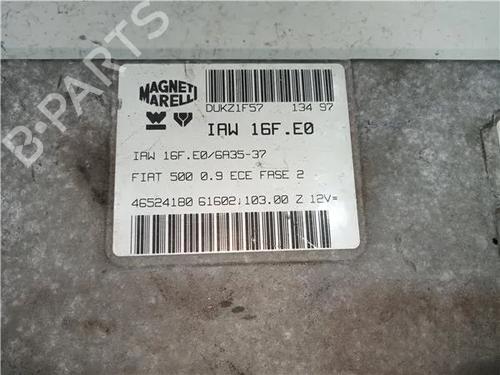 B-PARTS
MAGNETI
MARELLI
DUKZ1F57 134 97
IAW 16F.E0
IAW 16F.E0/6A35-37
FIAT 500 0.9 ECE FASE 2
46524180 61602; 103.00 Z 12V=